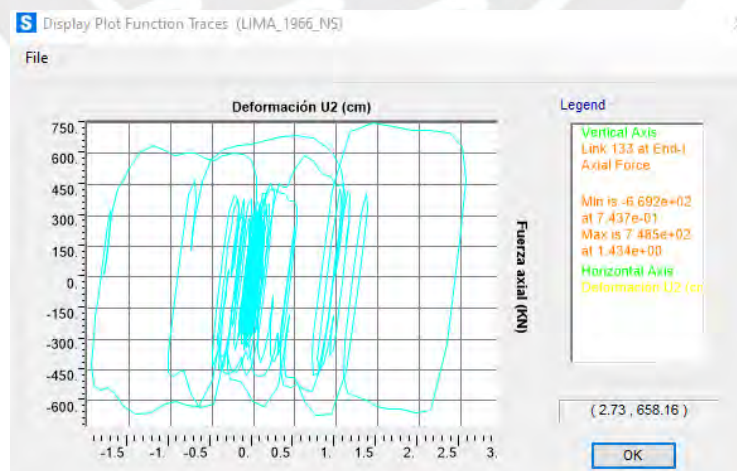 S Display Plot Function Traces (LIMA_1966_NS)
File
Deformación U2 (cm)
750.
600.
450.
300.
150.
0.
-150.
-300.
-450.
-600.
-1.5 -1. -0.5 0. 0.5 1. 1.5 2. 2.5 3.
Fuerza axial (KN)
Legend
Vertical Axis
Link 133 at End-I
Axial Force
Min is -6.692e+02
at 7.437e-01
Max is 7.485e+02
at 1.434e+00
Horizontal Axis
Deformación U2 (cr
( 2.73 , 658.16 )
OK